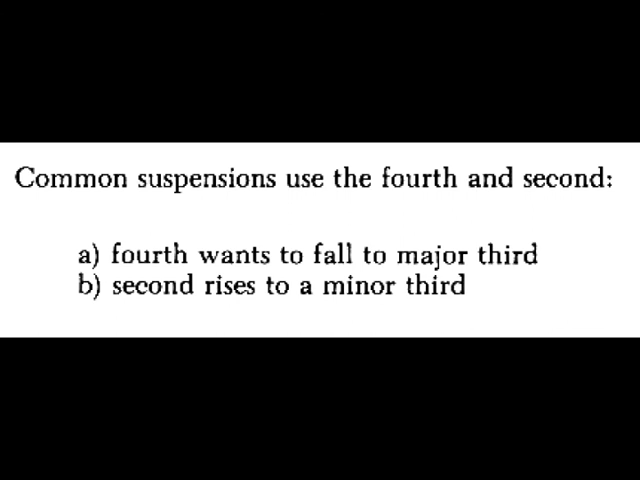 Common suspensions use the fourth and second:
a) fourth wants to fall to major third
b) second rises to a minor third